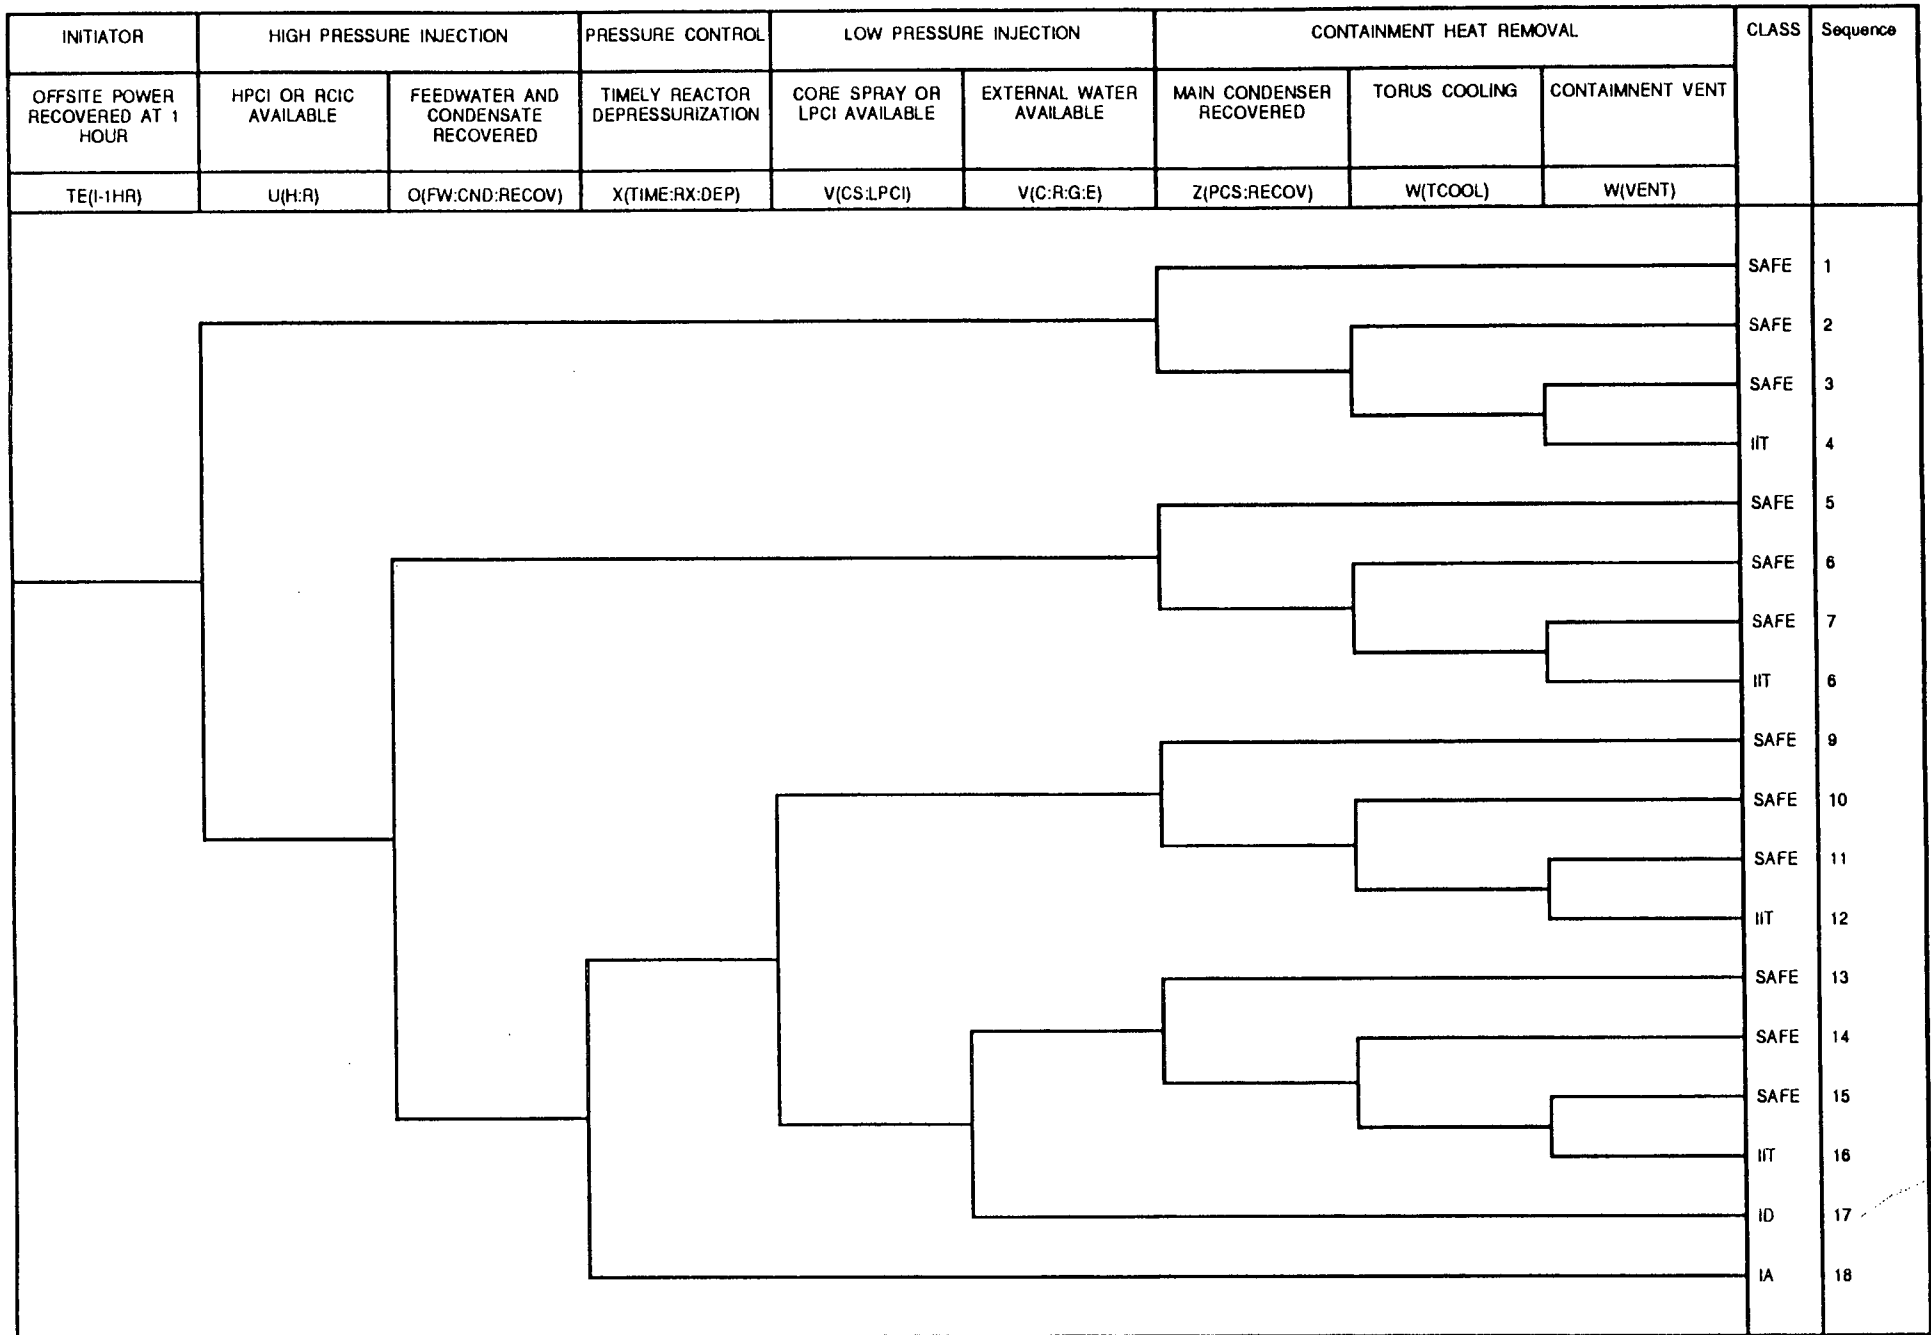 INITIATOR
HIGH PRESSURE INJECTION
PRESSURE CONTROL
LOW PRESSURE INJECTION
CONTAINMENT HEAT REMOVAL
CLASS
Sequence
OFFSITE POWER
RECOVERED AT 1
HOUR
HPCI OR RCIC
AVAILABLE
FEEDWATER AND
CONDENSATE
RECOVERED
TIMELY REACTOR
DEPRESSURIZATION
CORE SPRAY OR
LPCI AVAILABLE
EXTERNAL WATER
AVAILABLE
MAIN CONDENSER
RECOVERED
TORUS COOLING
CONTAIMNENT VENT
TE(I-1HR)
U(H:R)
O(FW:CND:RECOV)
X(TIME:RX:DEP)
V(CS:LPCI)
V(C:R:G:E)
Z(PCS:RECOV)
W(TCOOL)
W(VENT)
SAFE 1
SAFE 2
SAFE 3
IIT 4
SAFE 5
SAFE 6
SAFE 7
IIT 6
SAFE 9
SAFE 10
SAFE 11
IIT 12
SAFE 13
SAFE 14
SAFE 15
IIT 16
ID 17
IA 18